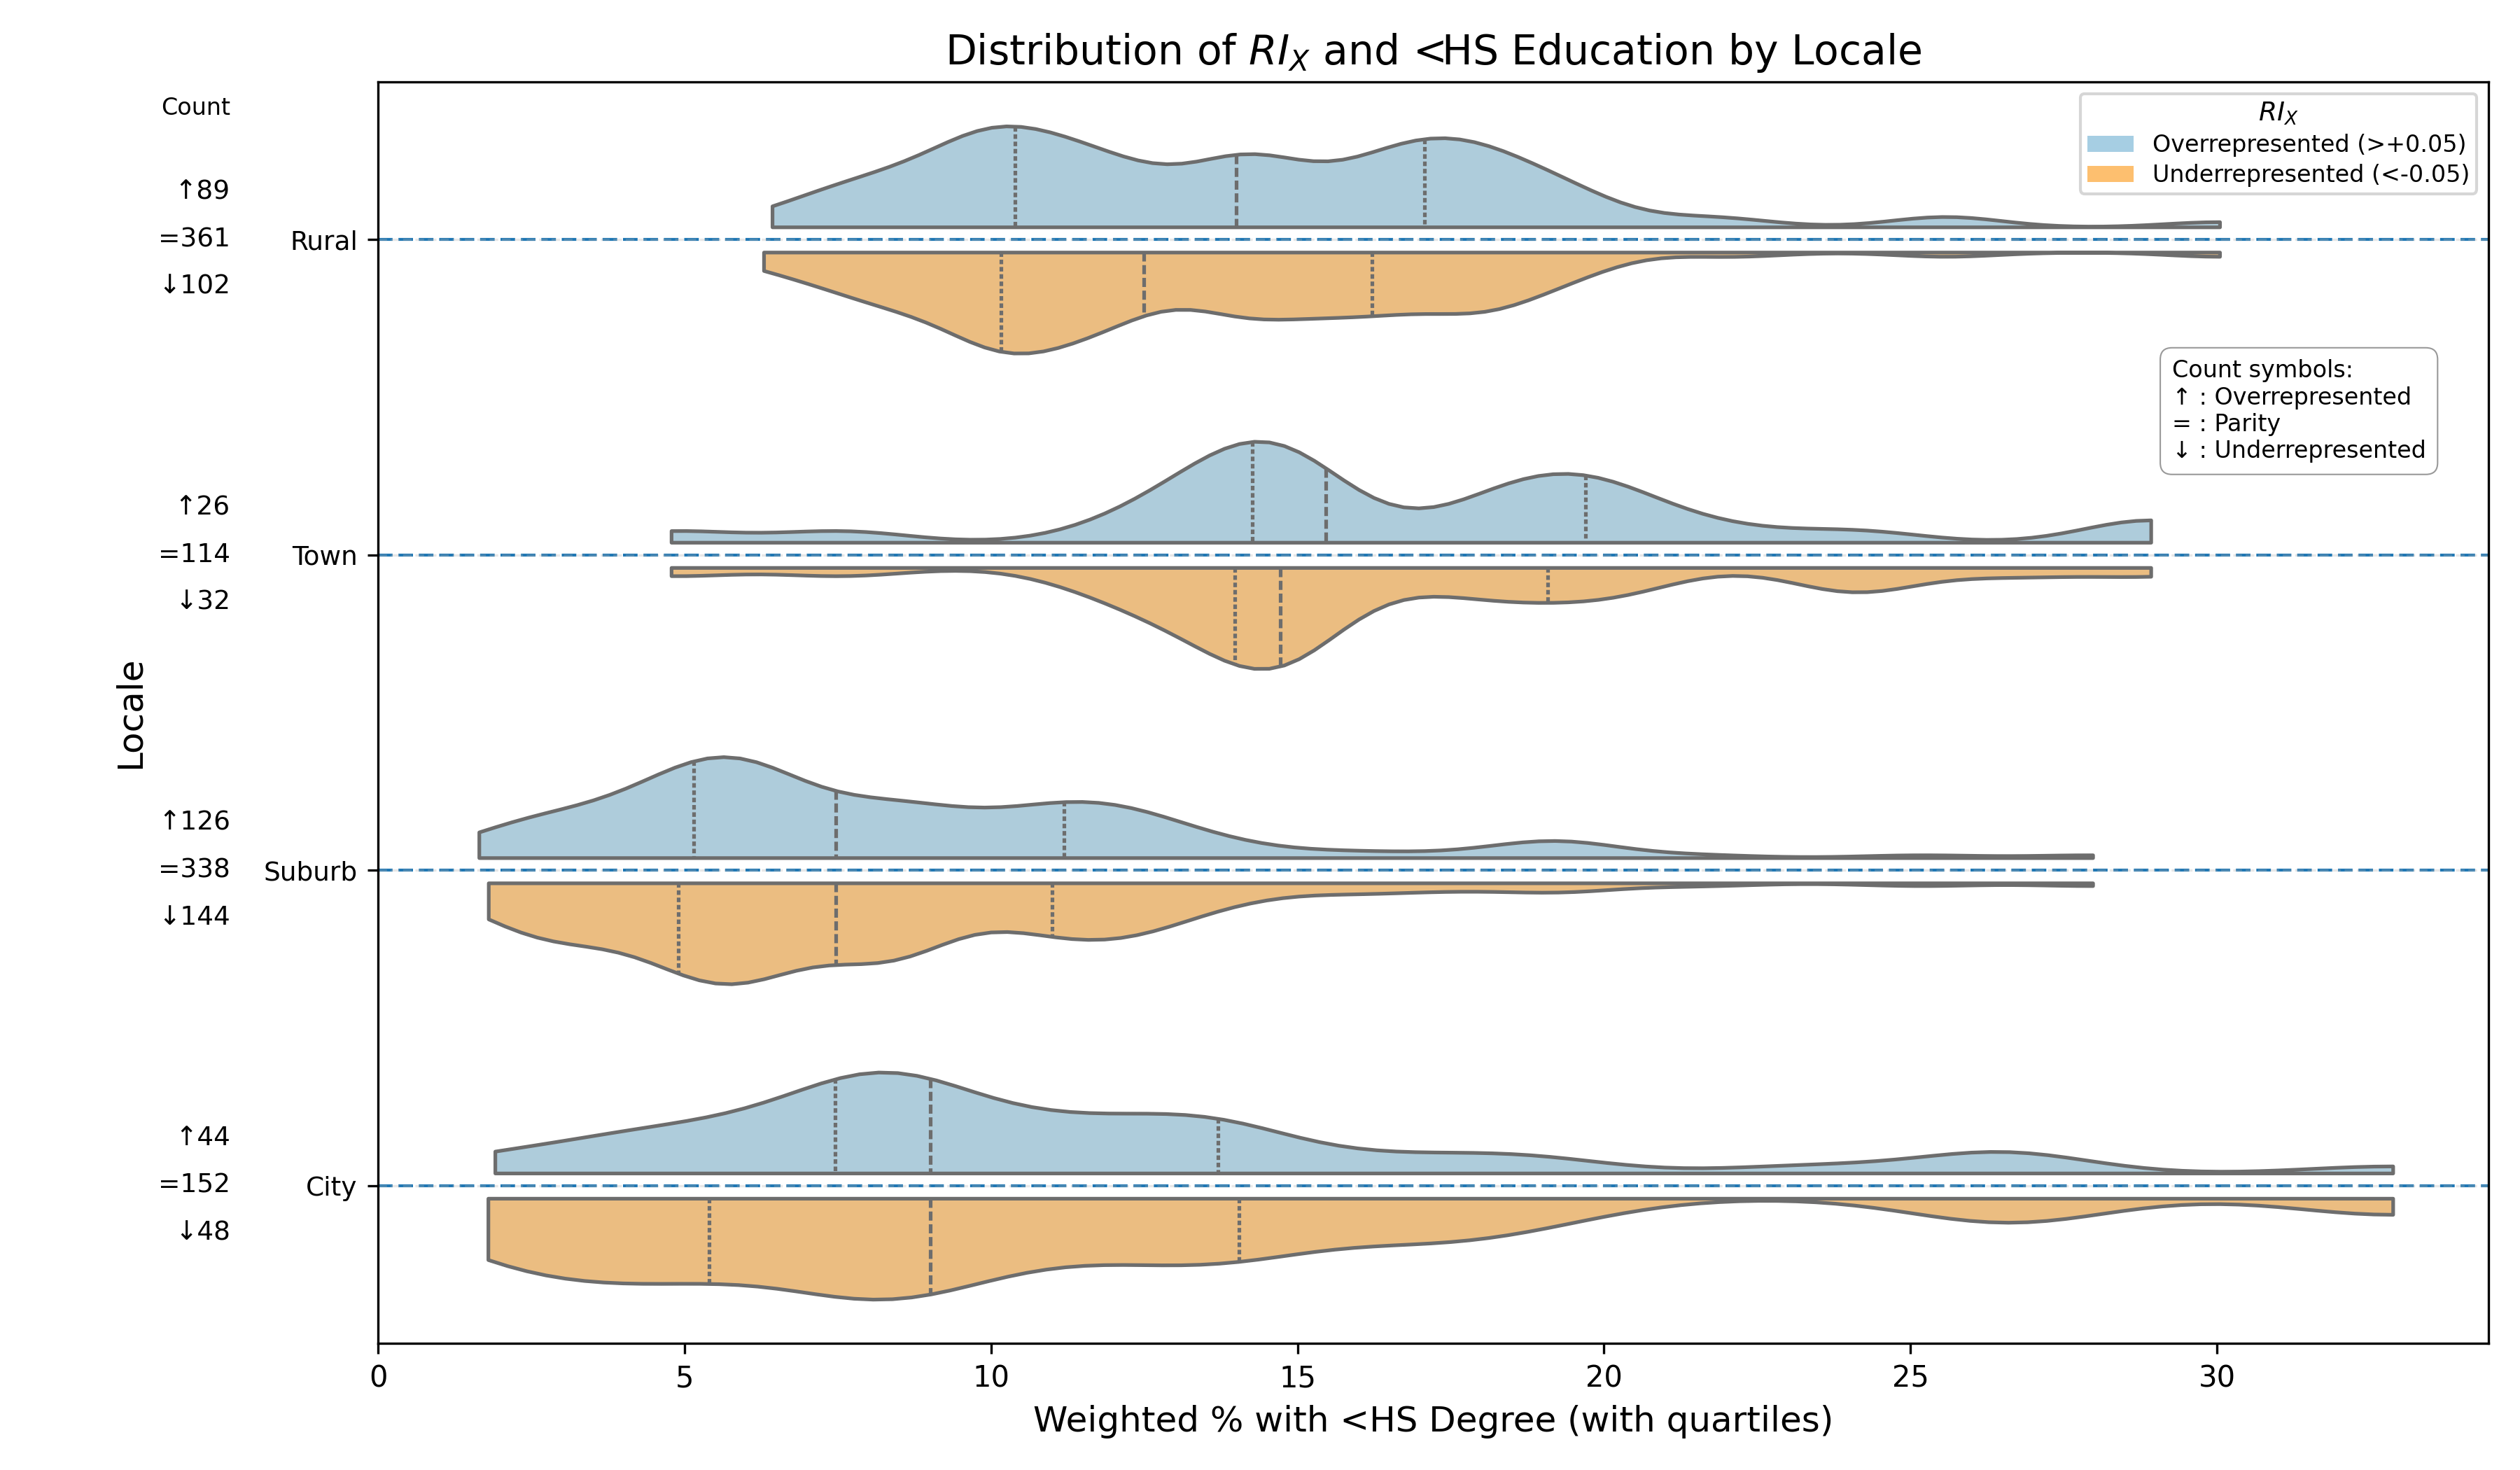 Distribution of RI_X and <HS Education by Locale
Count
RI_X
Overrepresented (>+0.05)
Underrepresented (<-0.05)
↑89
=361
Rural
↓102
Count symbols:
↑ : Overrepresented
= : Parity
↓ : Underrepresented
↑26
=114
Town
↓32
Locale
↑126
=338
Suburb
↓144
↑44
=152
City
↓48
0 5 10 15 20 25 30
Weighted % with <HS Degree (with quartiles)